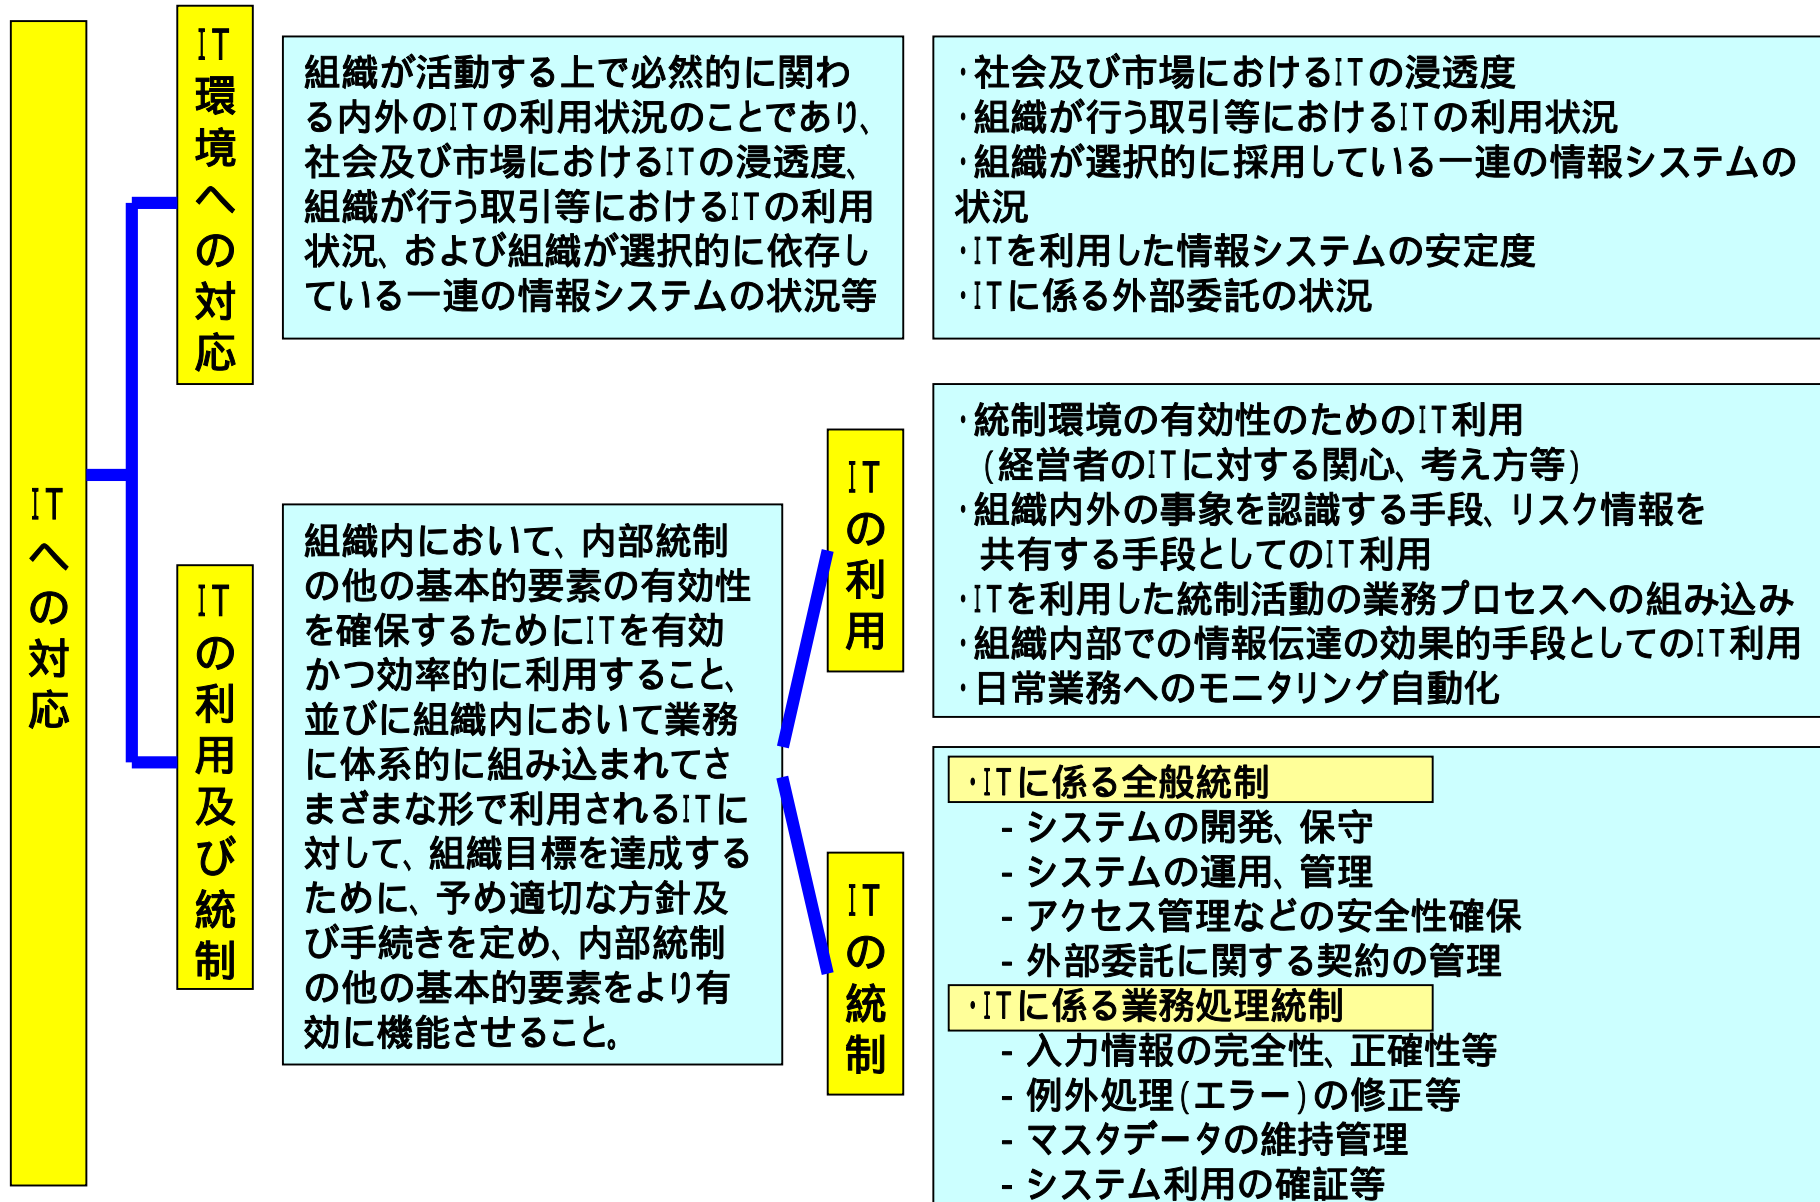 ITへの対応
IT環境への対応
組織が活動する上で必然的に関わ
る内外のITの利用状況のことであり、
社会及び市場におけるITの浸透度、
組織が行う取引等におけるITの利用
状況、および組織が選択的に依存し
ている一連の情報システムの状況等
・社会及び市場におけるITの浸透度
・組織が行う取引等におけるITの利用状況
・組織が選択的に採用している一連の情報システムの
状況
・ITを利用した情報システムの安定度
・ITに係る外部委託の状況
ITの利用及び統制
組織内において、内部統制
の他の基本的要素の有効性
を確保するためにITを有効
かつ効率的に利用すること、
並びに組織内において業務
に体系的に組み込まれてさ
まざまな形で利用されるITに
対して、組織目標を達成する
ために、予め適切な方針及
び手続きを定め、内部統制
の他の基本的要素をより有
効に機能させること。
ITの利用
・統制環境の有効性のためのIT利用
(経営者のITに対する関心、考え方等)
・組織内外の事象を認識する手段、リスク情報を
共有する手段としてのIT利用
・ITを利用した統制活動の業務プロセスへの組み込み
・組織内部での情報伝達の効果的手段としてのIT利用
・日常業務へのモニタリング自動化
ITの統制
・ITに係る全般統制
- システムの開発、保守
- システムの運用、管理
- アクセス管理などの安全性確保
- 外部委託に関する契約の管理
・ITに係る業務処理統制
- 入力情報の完全性、正確性等
- 例外処理(エラー)の修正等
- マスタデータの維持管理
- システム利用の確証等